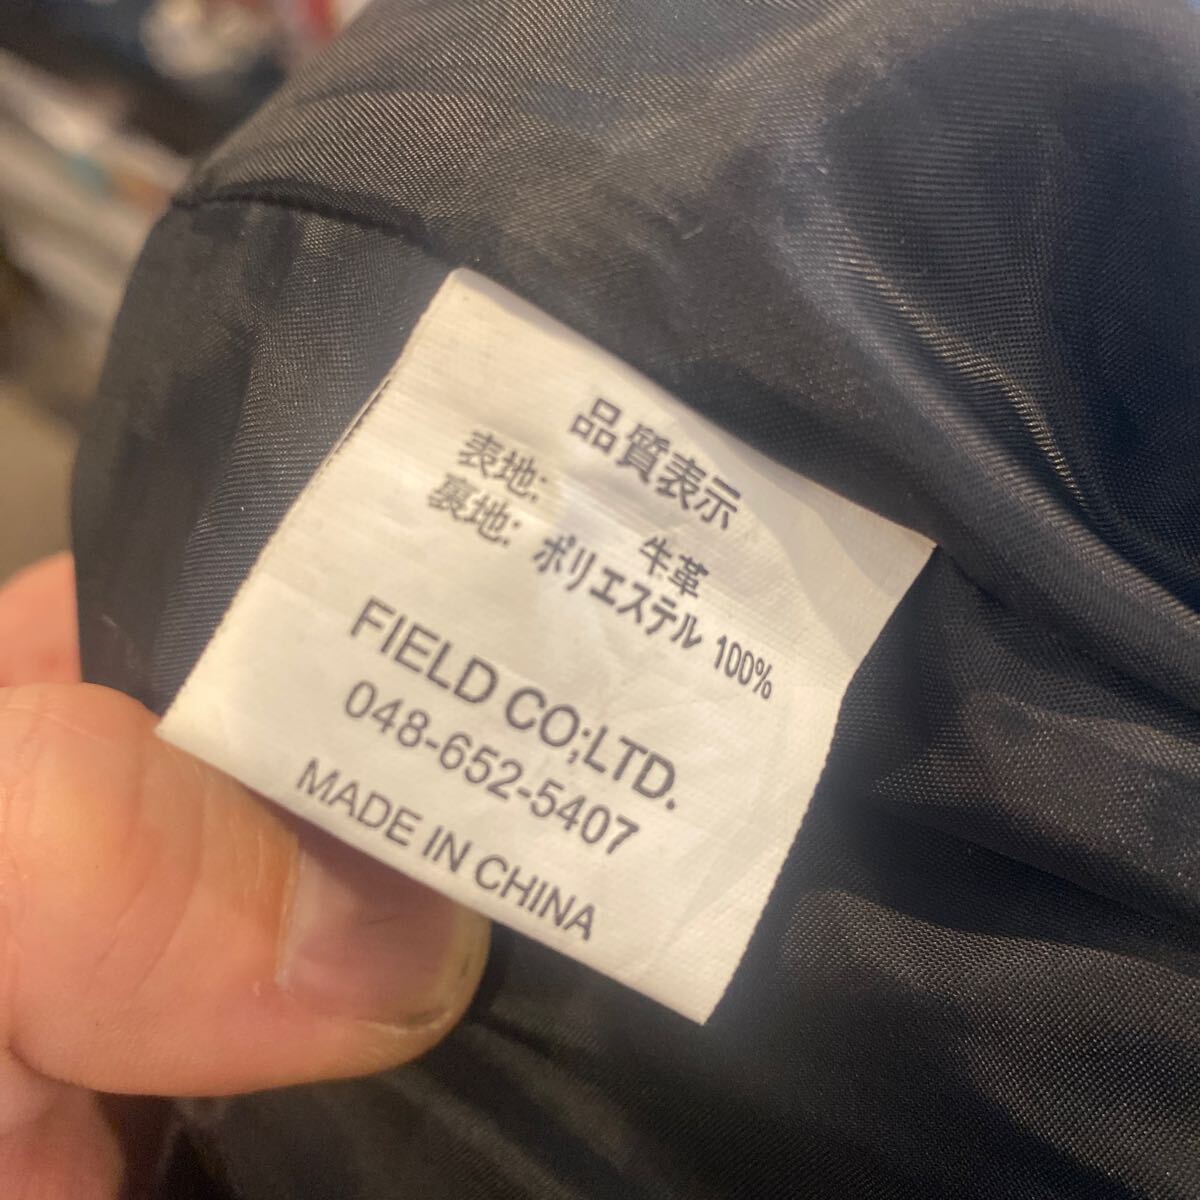 品質表示
表地: 牛革
裏地: ポリエステル 100%
FIELD CO;LTD.
048-652-5407
MADE IN CHINA